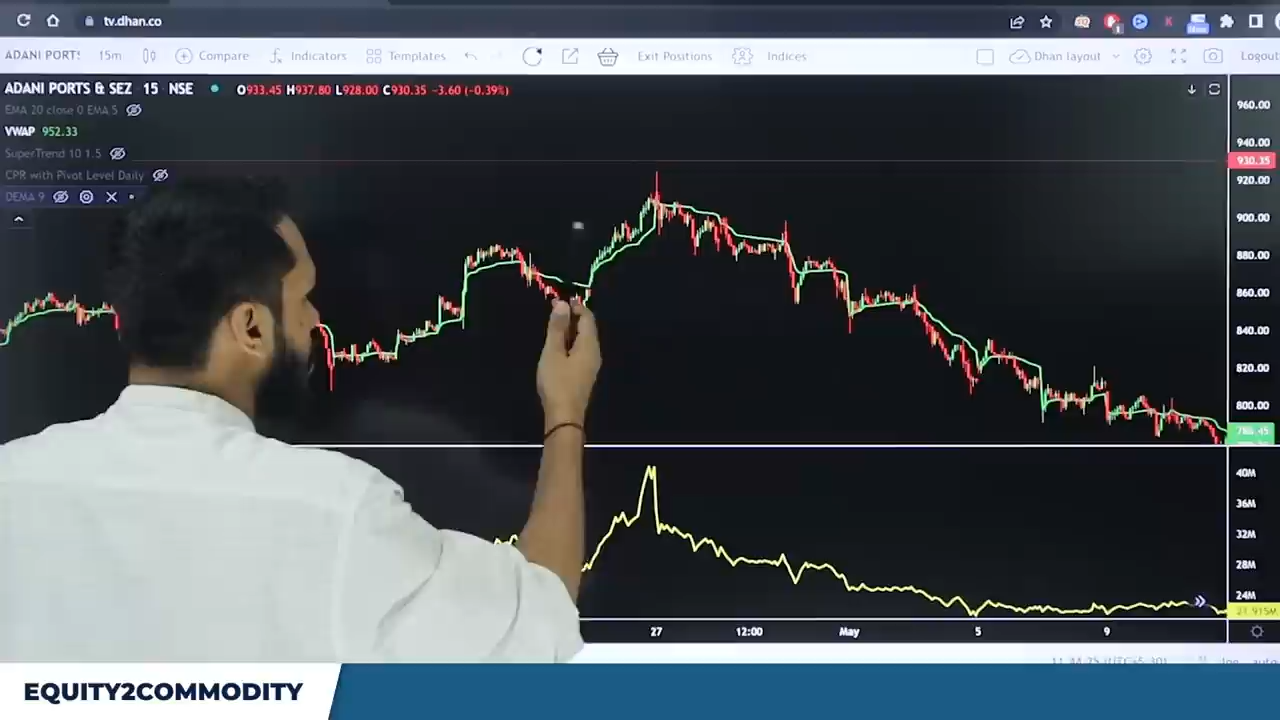 tv.dhan.co
ADANI PORTS 15m Compare Indicators Templates Exit Positions Indices Dhan layout Logout
ADANI PORTS & SEZ 15 NSE O933.45 H937.80 L928.00 C930.35 −3.60 (−0.39%)
EMA 20 close 0 EMA 5
VWAP 952.33
SuperTrend 10 1.5
CPR with Pivot Level Daily
DEMA 9
960.00
940.00
930.35
920.00
900.00
880.00
860.00
840.00
820.00
800.00
40M
36M
32M
28M
24M
27 12:00 May 5 9
EQUITY2COMMODITY